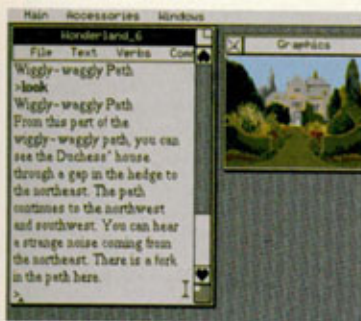 Main Accessories Windows
Wonderland_6
File Text Verbs
Graphics
Wiggly-waggly Path
>look
Wiggly-waggly Path
From this part of the
wiggly-waggly path, you can
see the Duchess' house
through a gap in the hedge to
the northeast. The path
continues to the northwest
and southwest. You can hear
a strange noise coming from
the northeast. There is a fork
in the path here.
>